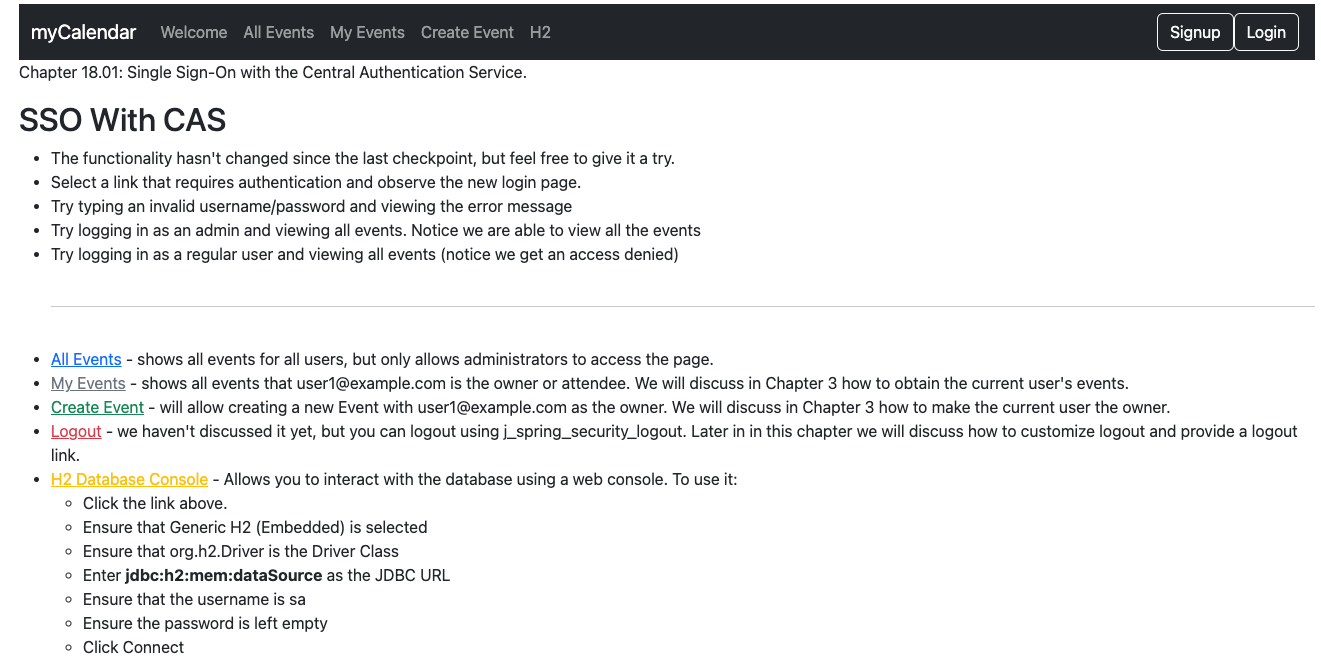 myCalendar Welcome All Events My Events Create Event H2 Signup Login
Chapter 18.01: Single Sign-On with the Central Authentication Service.
SSO With CAS
• The functionality hasn't changed since the last checkpoint, but feel free to give it a try.
• Select a link that requires authentication and observe the new login page.
• Try typing an invalid username/password and viewing the error message
• Try logging in as an admin and viewing all events. Notice we are able to view all the events
• Try logging in as a regular user and viewing all events (notice we get an access denied)
• All Events - shows all events for all users, but only allows administrators to access the page.
• My Events - shows all events that user1@example.com is the owner or attendee. We will discuss in Chapter 3 how to obtain the current user's events.
• Create Event - will allow creating a new Event with user1@example.com as the owner. We will discuss in Chapter 3 how to make the current user the owner.
• Logout - we haven't discussed it yet, but you can logout using j_spring_security_logout. Later in in this chapter we will discuss how to customize logout and provide a logout
link.
• H2 Database Console - Allows you to interact with the database using a web console. To use it:
◦ Click the link above.
◦ Ensure that Generic H2 (Embedded) is selected
◦ Ensure that org.h2.Driver is the Driver Class
◦ Enter jdbc:h2:mem:dataSource as the JDBC URL
◦ Ensure that the username is sa
◦ Ensure the password is left empty
◦ Click Connect